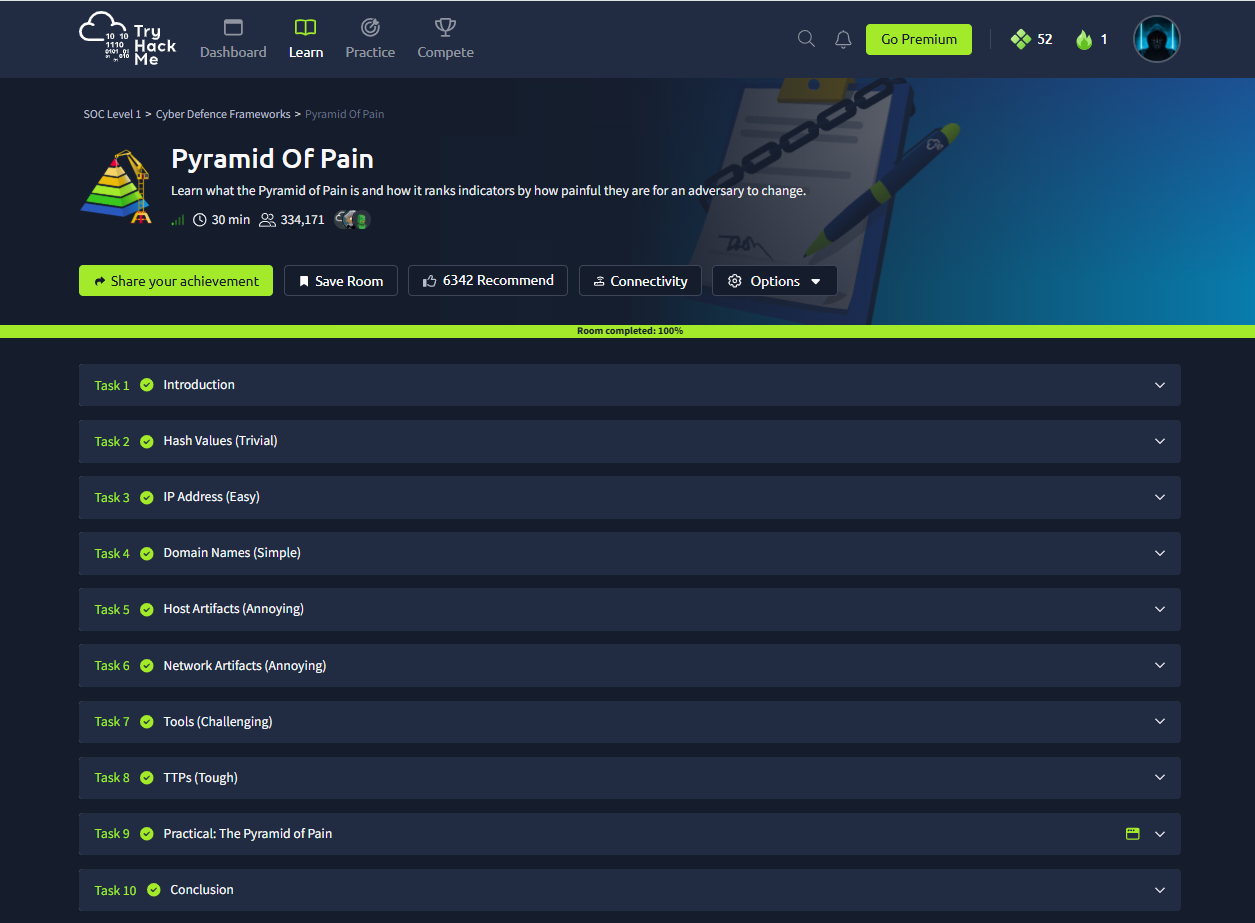 Try
Hack
Me
Dashboard
Learn
Practice
Compete
Go Premium
52
1
SOC Level 1 > Cyber Defence Frameworks > Pyramid Of Pain
Pyramid Of Pain
Learn what the Pyramid of Pain is and how it ranks indicators by how painful they are for an adversary to change.
30 min 334,171
Share your achievement
Save Room
6342 Recommend
Connectivity
Options
Room completed: 100%
Task 1 Introduction
Task 2 Hash Values (Trivial)
Task 3 IP Address (Easy)
Task 4 Domain Names (Simple)
Task 5 Host Artifacts (Annoying)
Task 6 Network Artifacts (Annoying)
Task 7 Tools (Challenging)
Task 8 TTPs (Tough)
Task 9 Practical: The Pyramid of Pain
Task 10 Conclusion